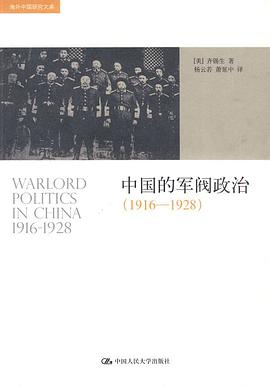 海外中国研究文库
[美] 齐锡生 著
杨云若 萧延中 译
WARLORD
POLITICS
IN CHINA
1916-1928
中国的军阀政治
(1916—1928)
中国人民大学出版社